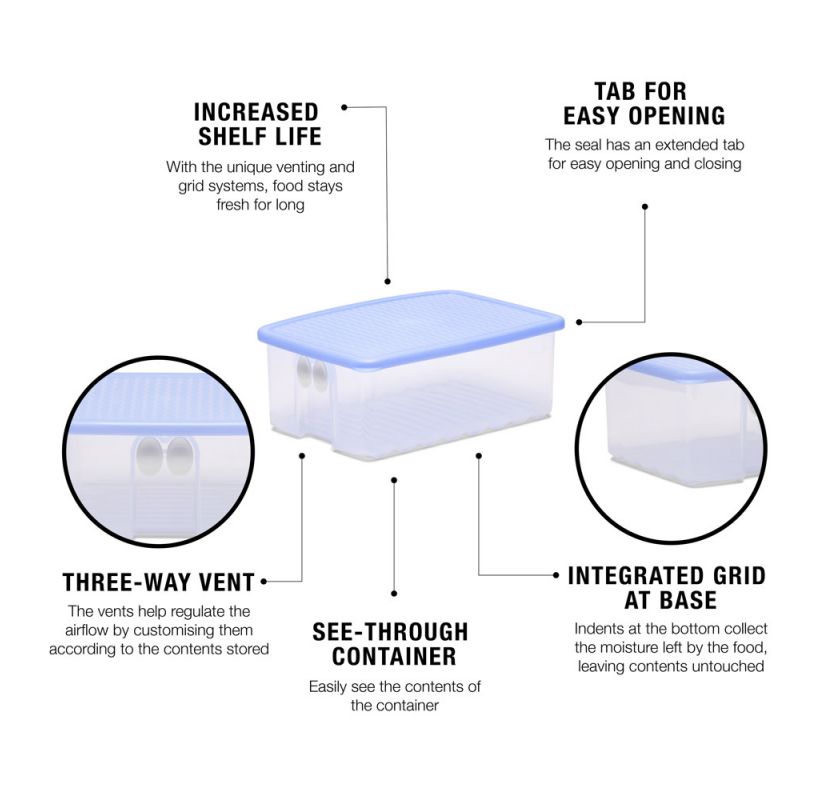 INCREASED
SHELF LIFE
With the unique venting and
grid systems, food stays
fresh for long
TAB FOR
EASY OPENING
The seal has an extended tab
for easy opening and closing
THREE-WAY VENT
The vents help regulate the
airflow by customising them
according to the contents stored
SEE-THROUGH
CONTAINER
Easily see the contents of
the container
INTEGRATED GRID
AT BASE
Indents at the bottom collect
the moisture left by the food,
leaving contents untouched